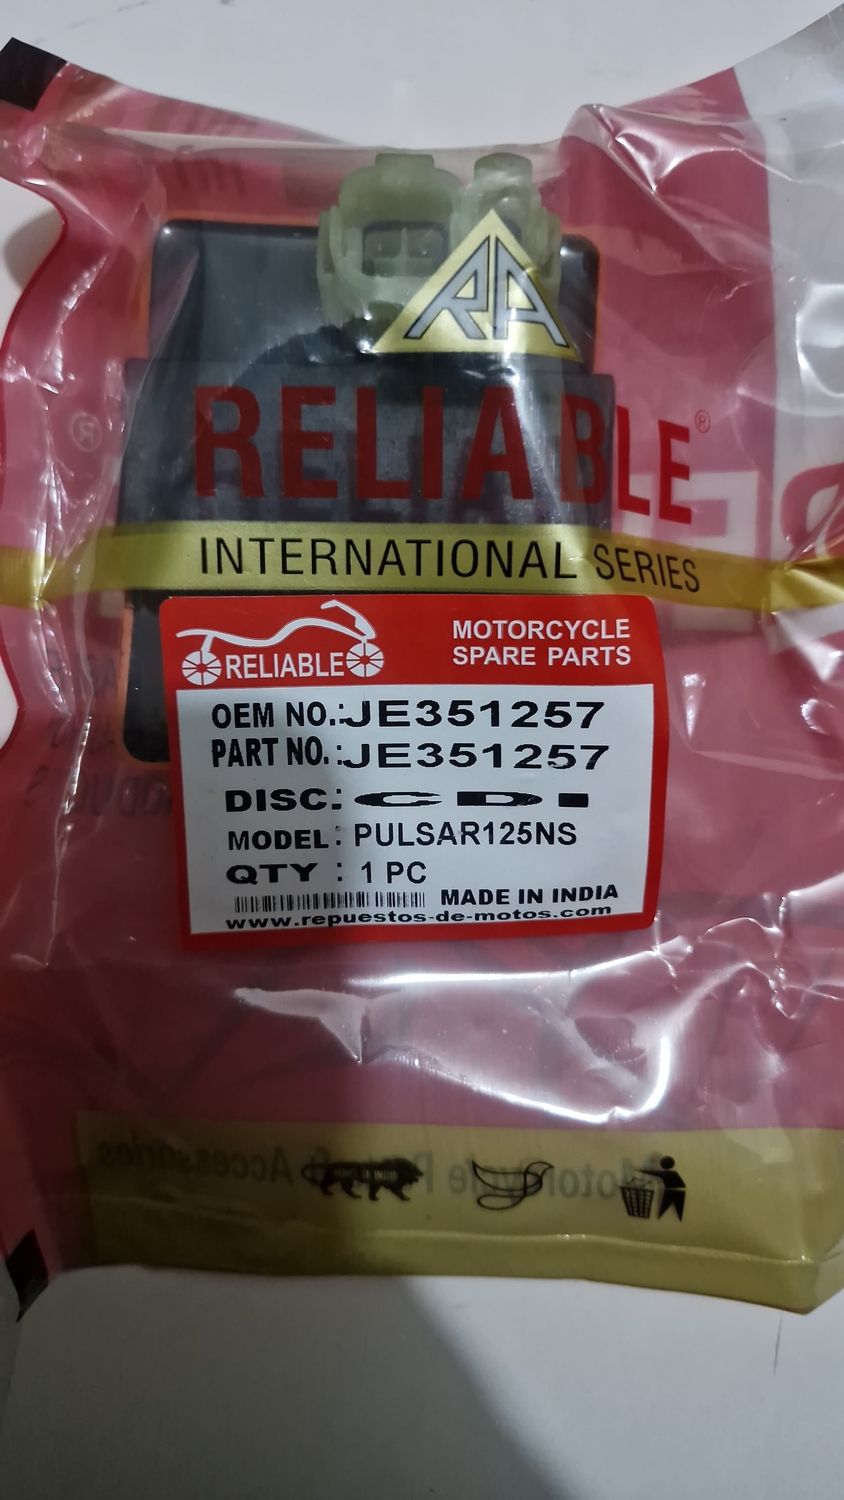 RA
RELIABLE®
INTERNATIONAL SERIES
RELIABLE
MOTORCYCLE
SPARE PARTS
OEM NO.:JE351257
PART NO.:JE351257
DISC: CDI
MODEL: PULSAR125NS
QTY : 1 PC
MADE IN INDIA
www.repuestos-de-motos.com
Accessories